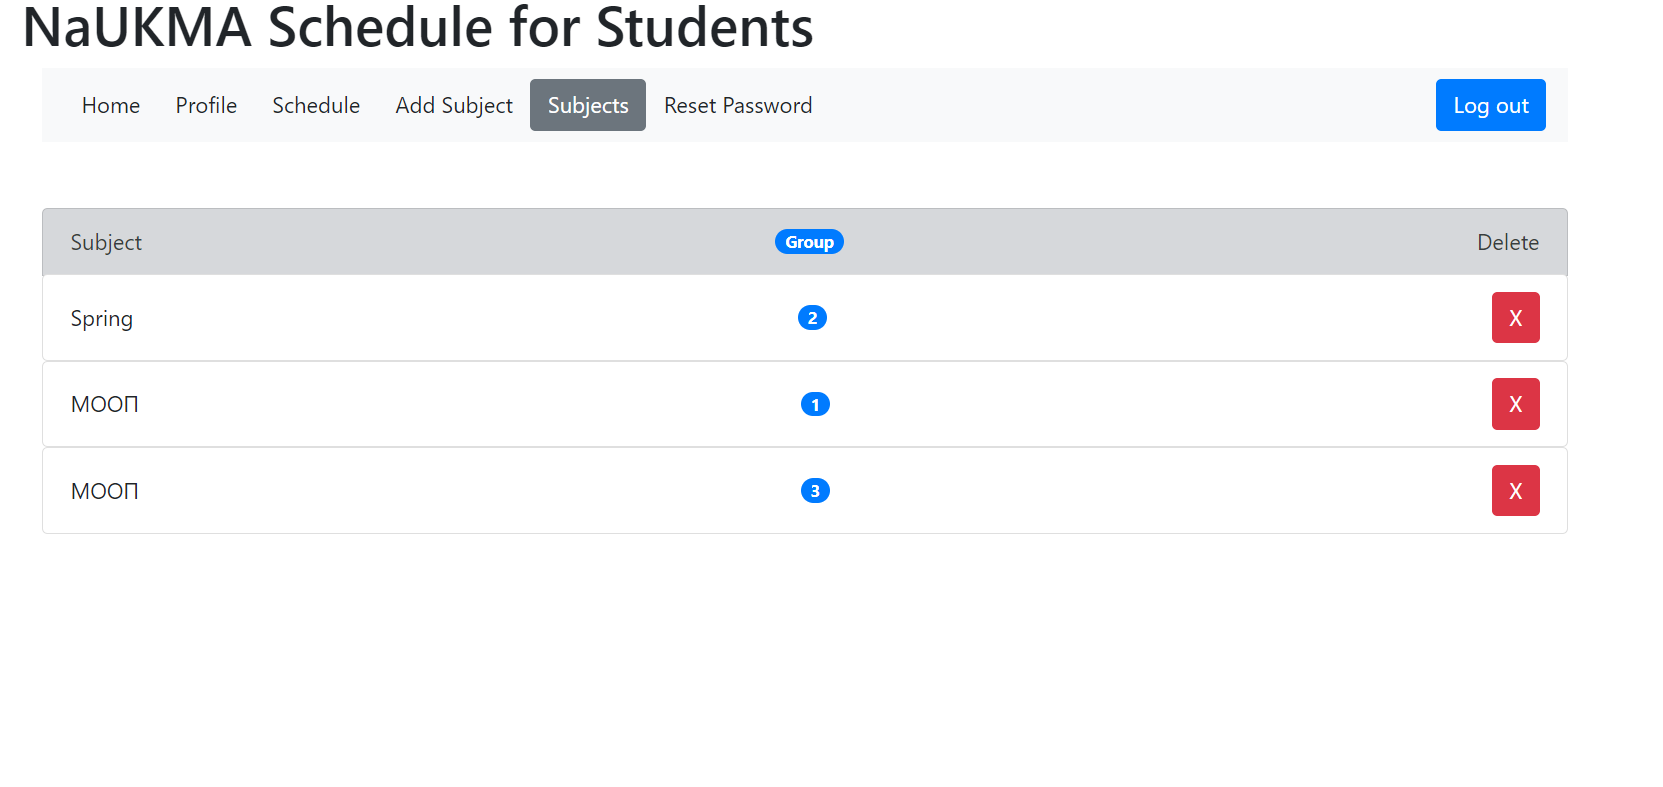 NaUKMA Schedule for Students
Home Profile Schedule Add Subject Subjects Reset Password Log out
Subject Group Delete
Spring 2 X
МООП 1 X
МООП 3 X